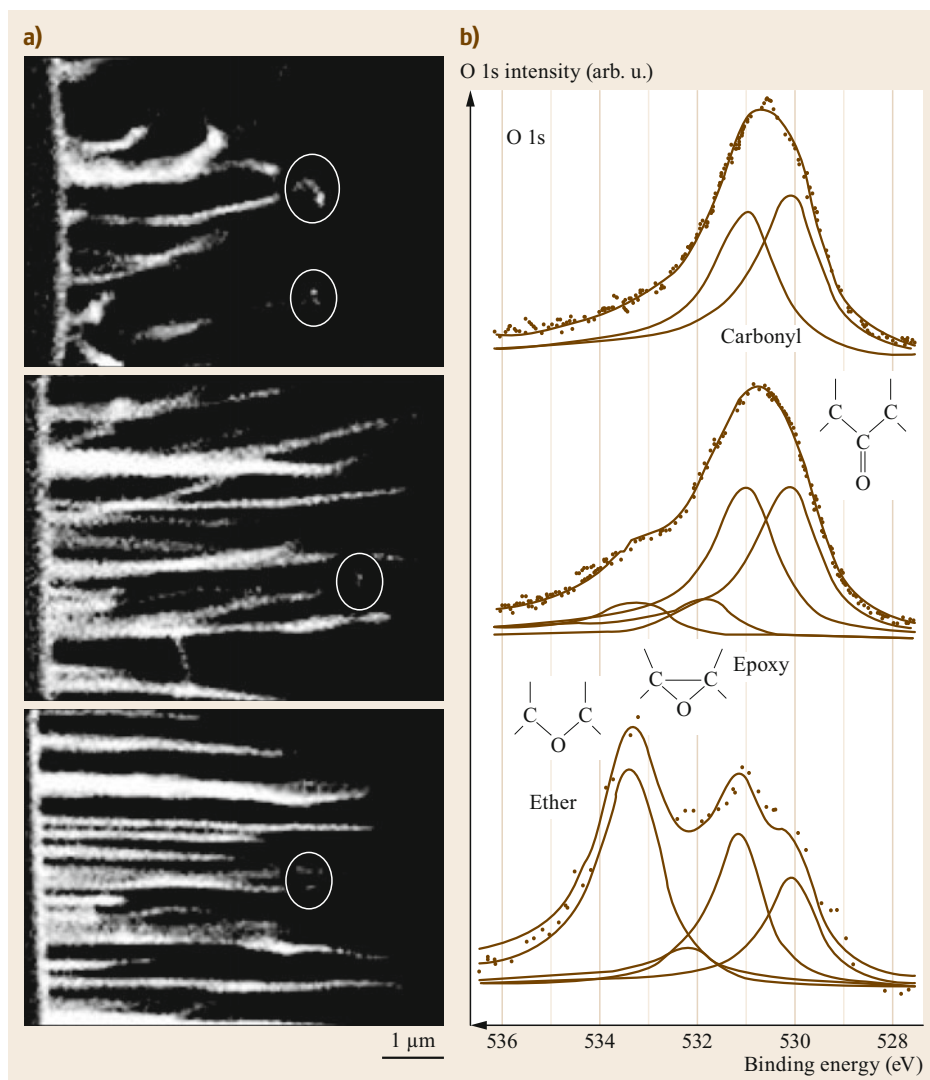 a)
b)
O 1s intensity (arb. u.)
O 1s
Carbonyl
C C
C
O
Epoxy
C C
O
C C
O
Ether
1 µm
536 534 532 530 528
Binding energy (eV)